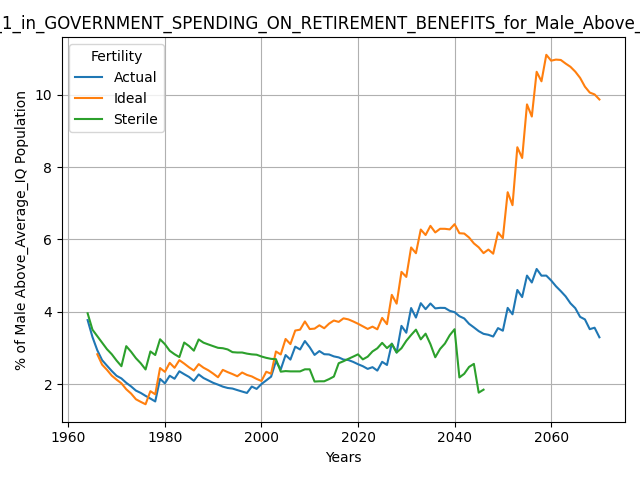 _1_in_GOVERNMENT_SPENDING_ON_RETIREMENT_BENEFITS_for_Male_Above_
Fertility
Actual
Ideal
Sterile
% of Male Above_Average_IQ Population
10
8
6
4
2
1960 1980 2000 2020 2040 2060
Years